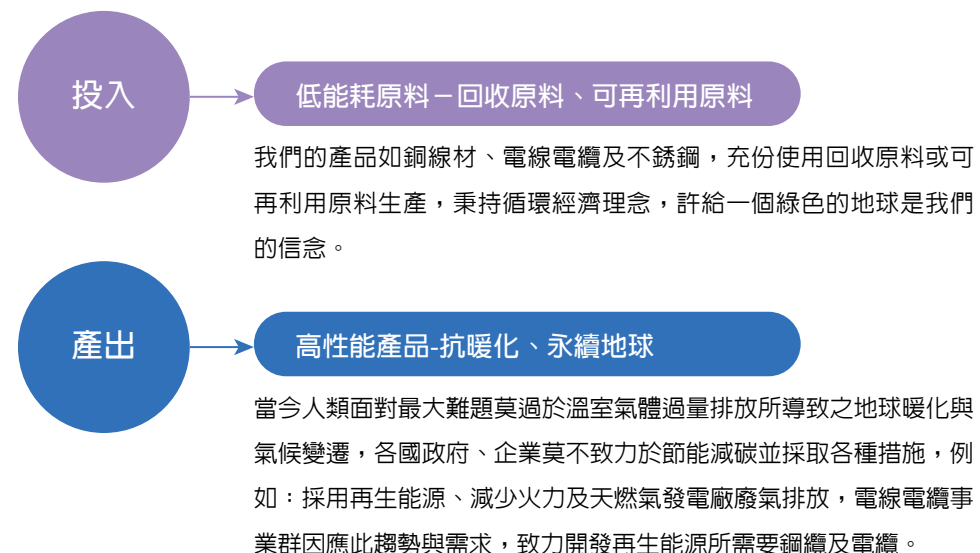 投入
低能耗原料－回收原料、可再利用原料
我們的產品如銅線材、電線電纜及不銹鋼，充份使用回收原料或可
再利用原料生產，秉持循環經濟理念，許給一個綠色的地球是我們
的信念。
產出
高性能產品-抗暖化、永續地球
當今人類面對最大難題莫過於溫室氣體過量排放所導致之地球暖化與
氣候變遷，各國政府、企業莫不致力於節能減碳並採取各種措施，例
如：採用再生能源、減少火力及天燃氣發電廠廢氣排放，電線電纜事
業群因應此趨勢與需求，致力開發再生能源所需要鋼纜及電纜。